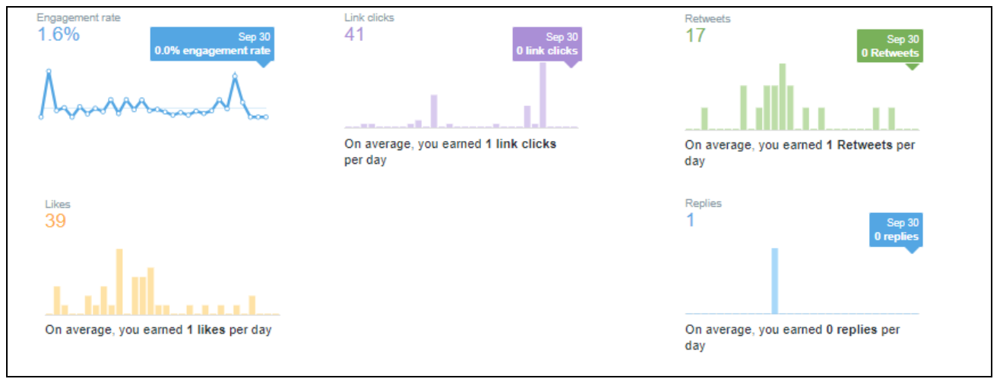 Engagement rate
1.6%
Sep 30
0.0% engagement rate
Link clicks
41
Sep 30
0 link clicks
On average, you earned 1 link clicks
per day
Retweets
17
Sep 30
0 Retweets
On average, you earned 1 Retweets per
day
Likes
39
On average, you earned 1 likes per day
Replies
1
Sep 30
0 replies
On average, you earned 0 replies per
day